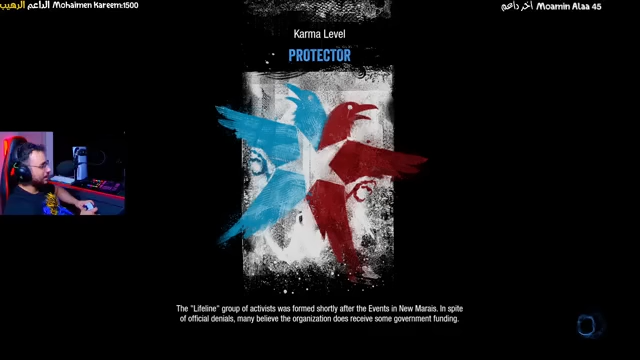 الرهيب الداعم Mohaimen Kareem:1500
آخر داعم Moamin Alaa 45
Karma Level
PROTECTOR
The "Lifeline" group of activists was formed shortly after the Events in New Marais. In spite
of official denials, many believe the organization does receive some government funding.